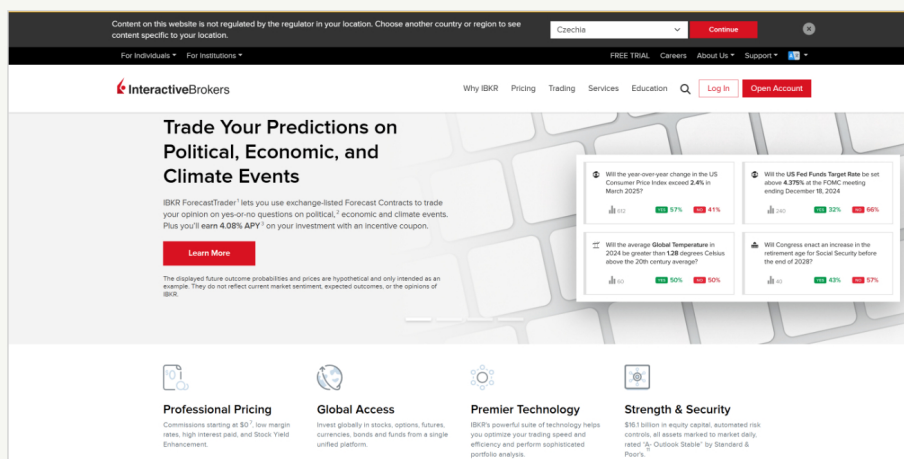 Content on this website is not regulated by the regulator in your location. Choose another country or region to see
content specific to your location.
Czechia
Continue
For Individuals
For Institutions
FREE TRIAL
Careers
About Us
Support
InteractiveBrokers
Why IBKR
Pricing
Trading
Services
Education
Log In
Open Account
Trade Your Predictions on
Political, Economic, and
Climate Events
IBKR ForecastTrader¹ lets you use exchange-listed Forecast Contracts to trade
your opinion on yes-or-no questions on political,² economic and climate events.
Plus you'll earn 4.08% APY³ on your investment with an incentive coupon.
Learn More
The displayed future outcome probabilities and prices are hypothetical and only intended as an
example. They do not reflect current market sentiment, expected outcomes, or the opinions of
IBKR.
Will the year-over-year change in the US
Consumer Price Index exceed 2.4% in
March 2025?
YES 57%
NO 41%
Will the US Fed Funds Target Rate be set
above 4.375% at the FOMC meeting
ending December 18, 2024
240
YES 32%
NO 66%
Will the average Global Temperature in
2024 be greater than 1.28 degrees Celsius
above the 20th century average?
YES 50%
NO 50%
Will Congress enact an increase in the
retirement age for Social Security before
the end of 2028?
YES 43%
NO 57%
Professional Pricing
Commissions starting at $0, low margin
rates, high interest paid, and Stock Yield
Enhancement.
Global Access
Invest globally in stocks, options, futures,
currencies, bonds and funds from a single
unified platform.
Premier Technology
IBKR's powerful suite of technology helps
you optimize your trading speed and
efficiency and perform sophisticated
portfolio analysis.
Strength & Security
$16.1 billion in equity capital, automated risk
controls, all assets marked to market daily,
rated 'A- Outlook Stable' by Standard &
Poor's.